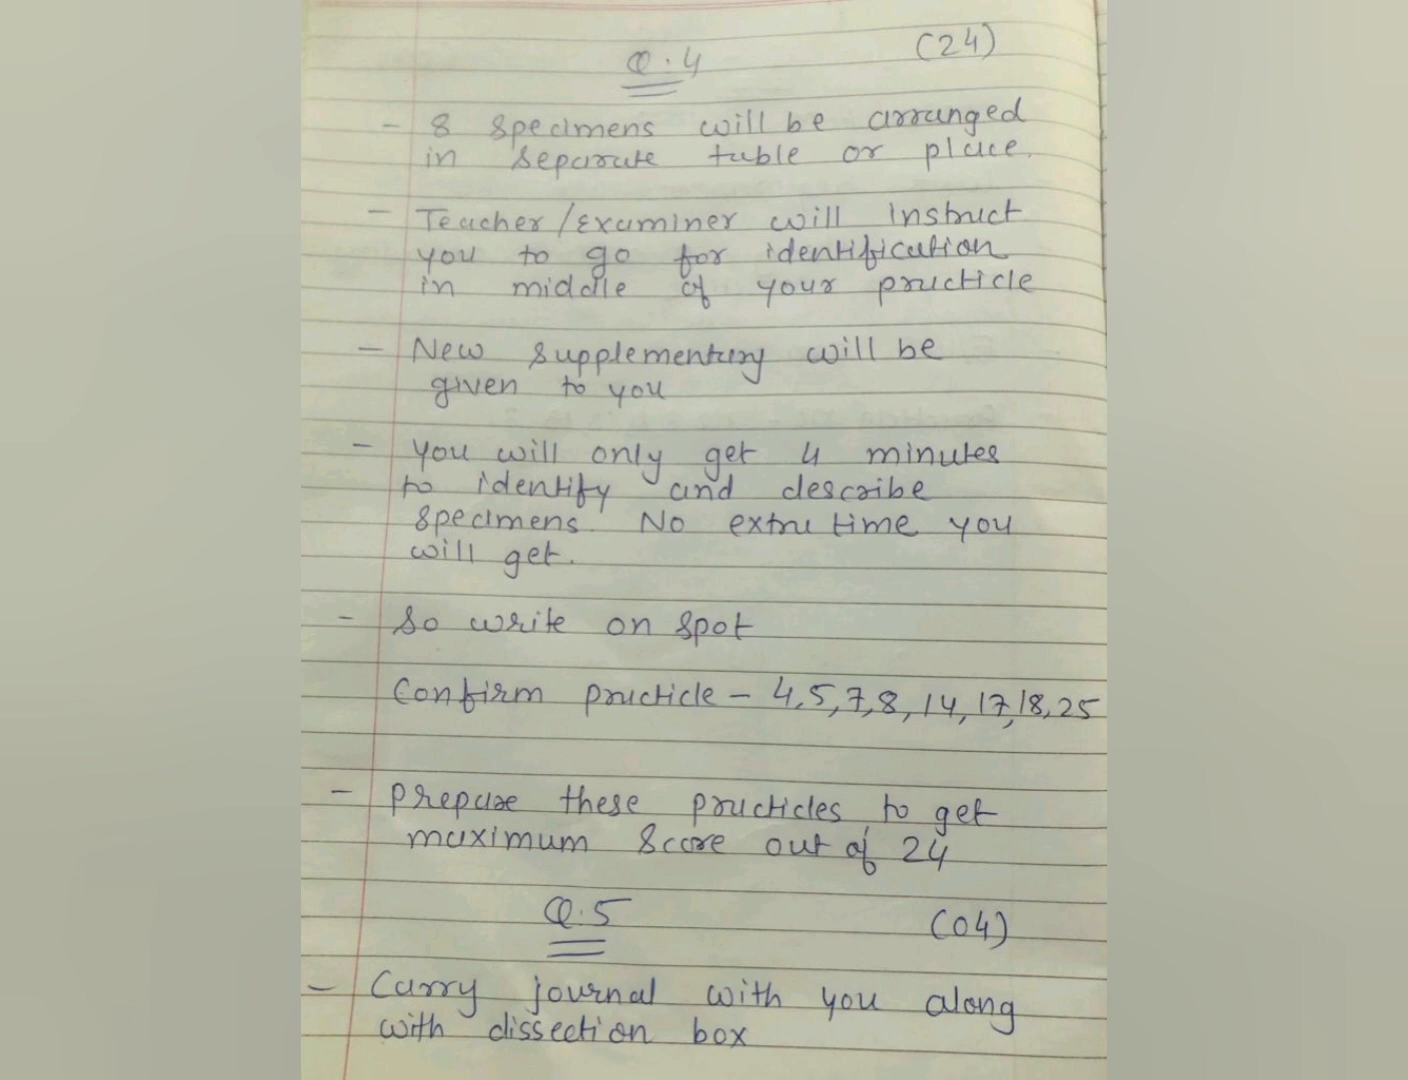 Q.4 (24)
- 8 specimens will be arranged
in separate table or place.
- Teacher/Examiner will instruct
you to go for identification
in middle of your practicle
- New supplementary will be
given to you
- you will only get 4 minutes
to identify and describe
specimens. No extra time you
will get.
- So write on spot
Confirm practicle - 4,5,7,8,14,17,18,25
- prepare these practicles to get
maximum score out of 24
Q.5 (04)
- Carry journal with you along
with dissection box